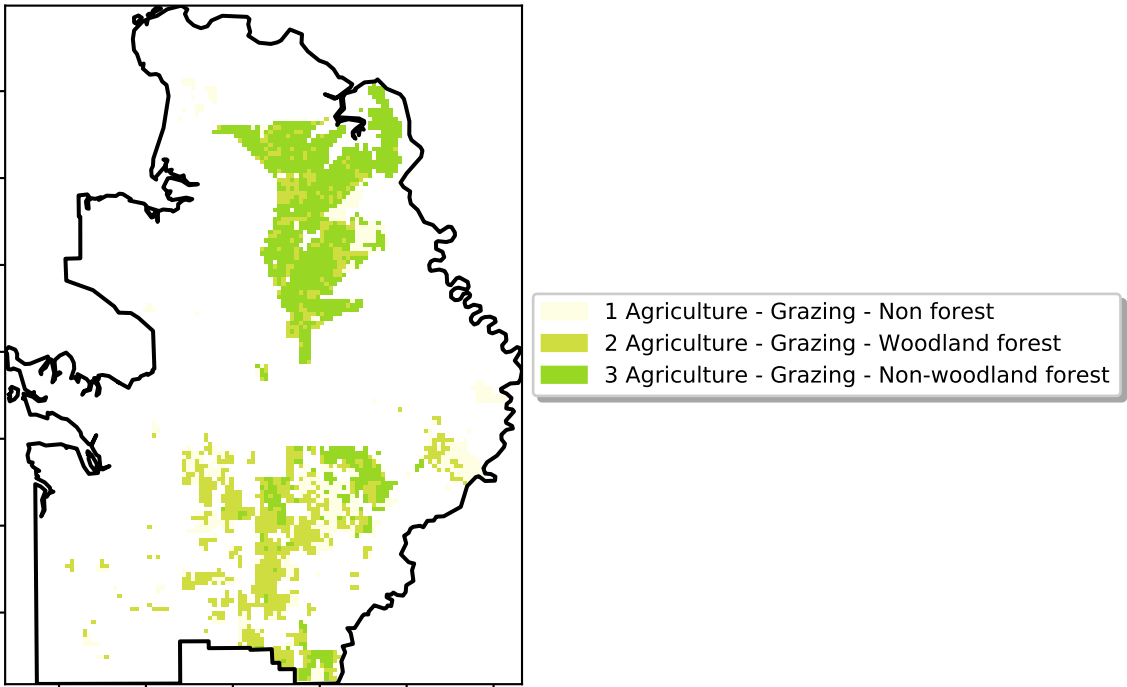 1 Agriculture - Grazing - Non forest
2 Agriculture - Grazing - Woodland forest
3 Agriculture - Grazing - Non-woodland forest